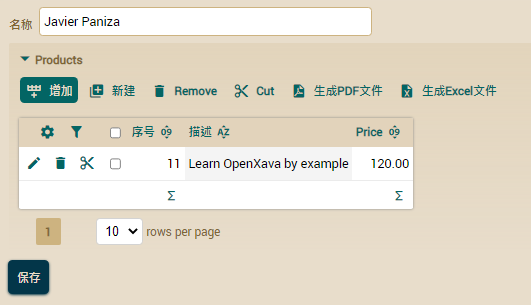 名称 Javier Paniza
Products
增加 新建 Remove Cut 生成PDF文件 生成Excel文件
序号 描述 Price
11 Learn OpenXava by example 120.00
Σ Σ
1 10 rows per page
保存